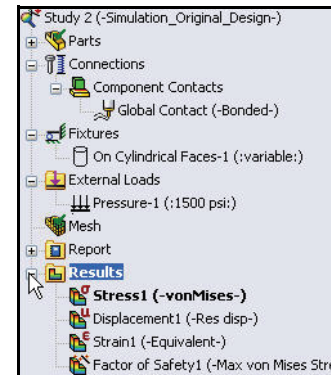 Study 2 (-Simulation_Original_Design-)
Parts
Connections
Component Contacts
Global Contact (-Bonded-)
Fixtures
On Cylindrical Faces-1 (:variable:)
External Loads
Pressure-1 (:1500 psi:)
Mesh
Report
Results
Stress1 (-vonMises-)
Displacement1 (-Res disp-)
Strain1 (-Equivalent-)
Factor of Safety1 (-Max von Mises Stre